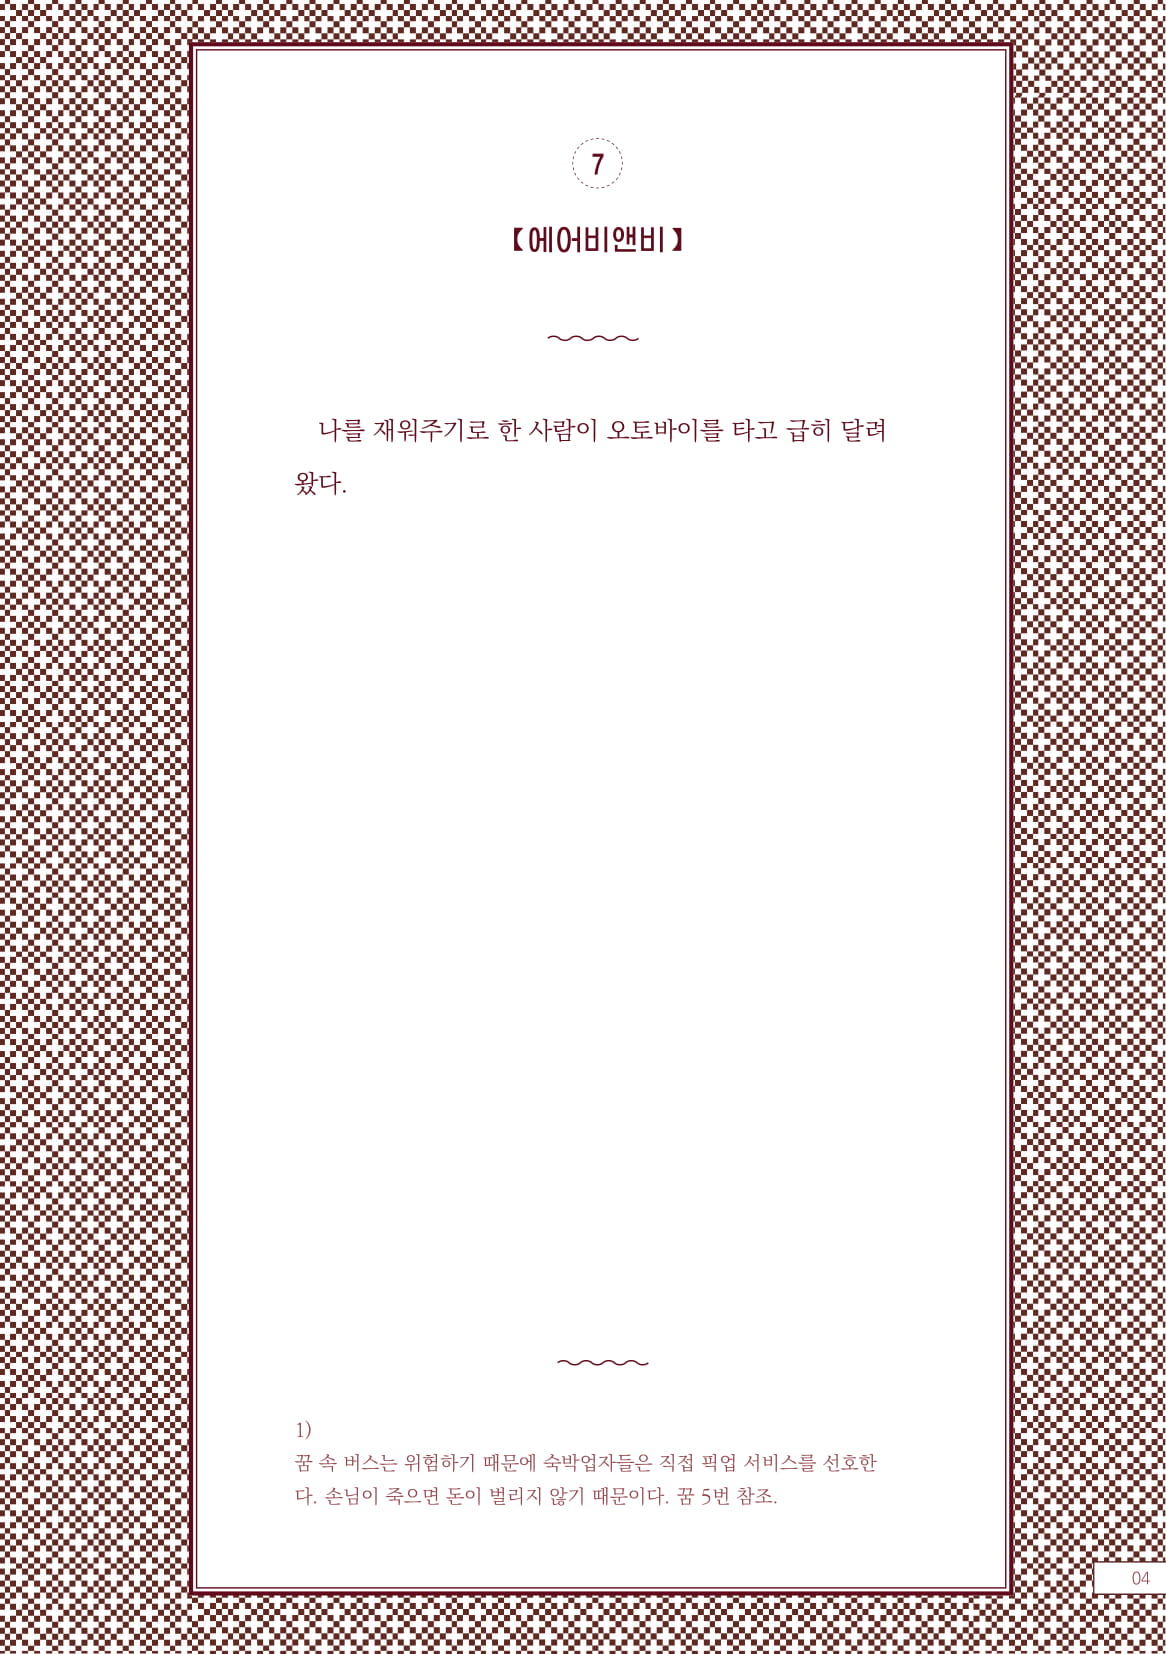 7
【에어비앤비】
나를 재워주기로 한 사람이 오토바이를 타고 급히 달려
왔다.
1)
꿈 속 버스는 위험하기 때문에 숙박업자들은 직접 픽업 서비스를 선호한
다. 손님이 죽으면 돈이 벌리지 않기 때문이다. 꿈 5번 참조.
04